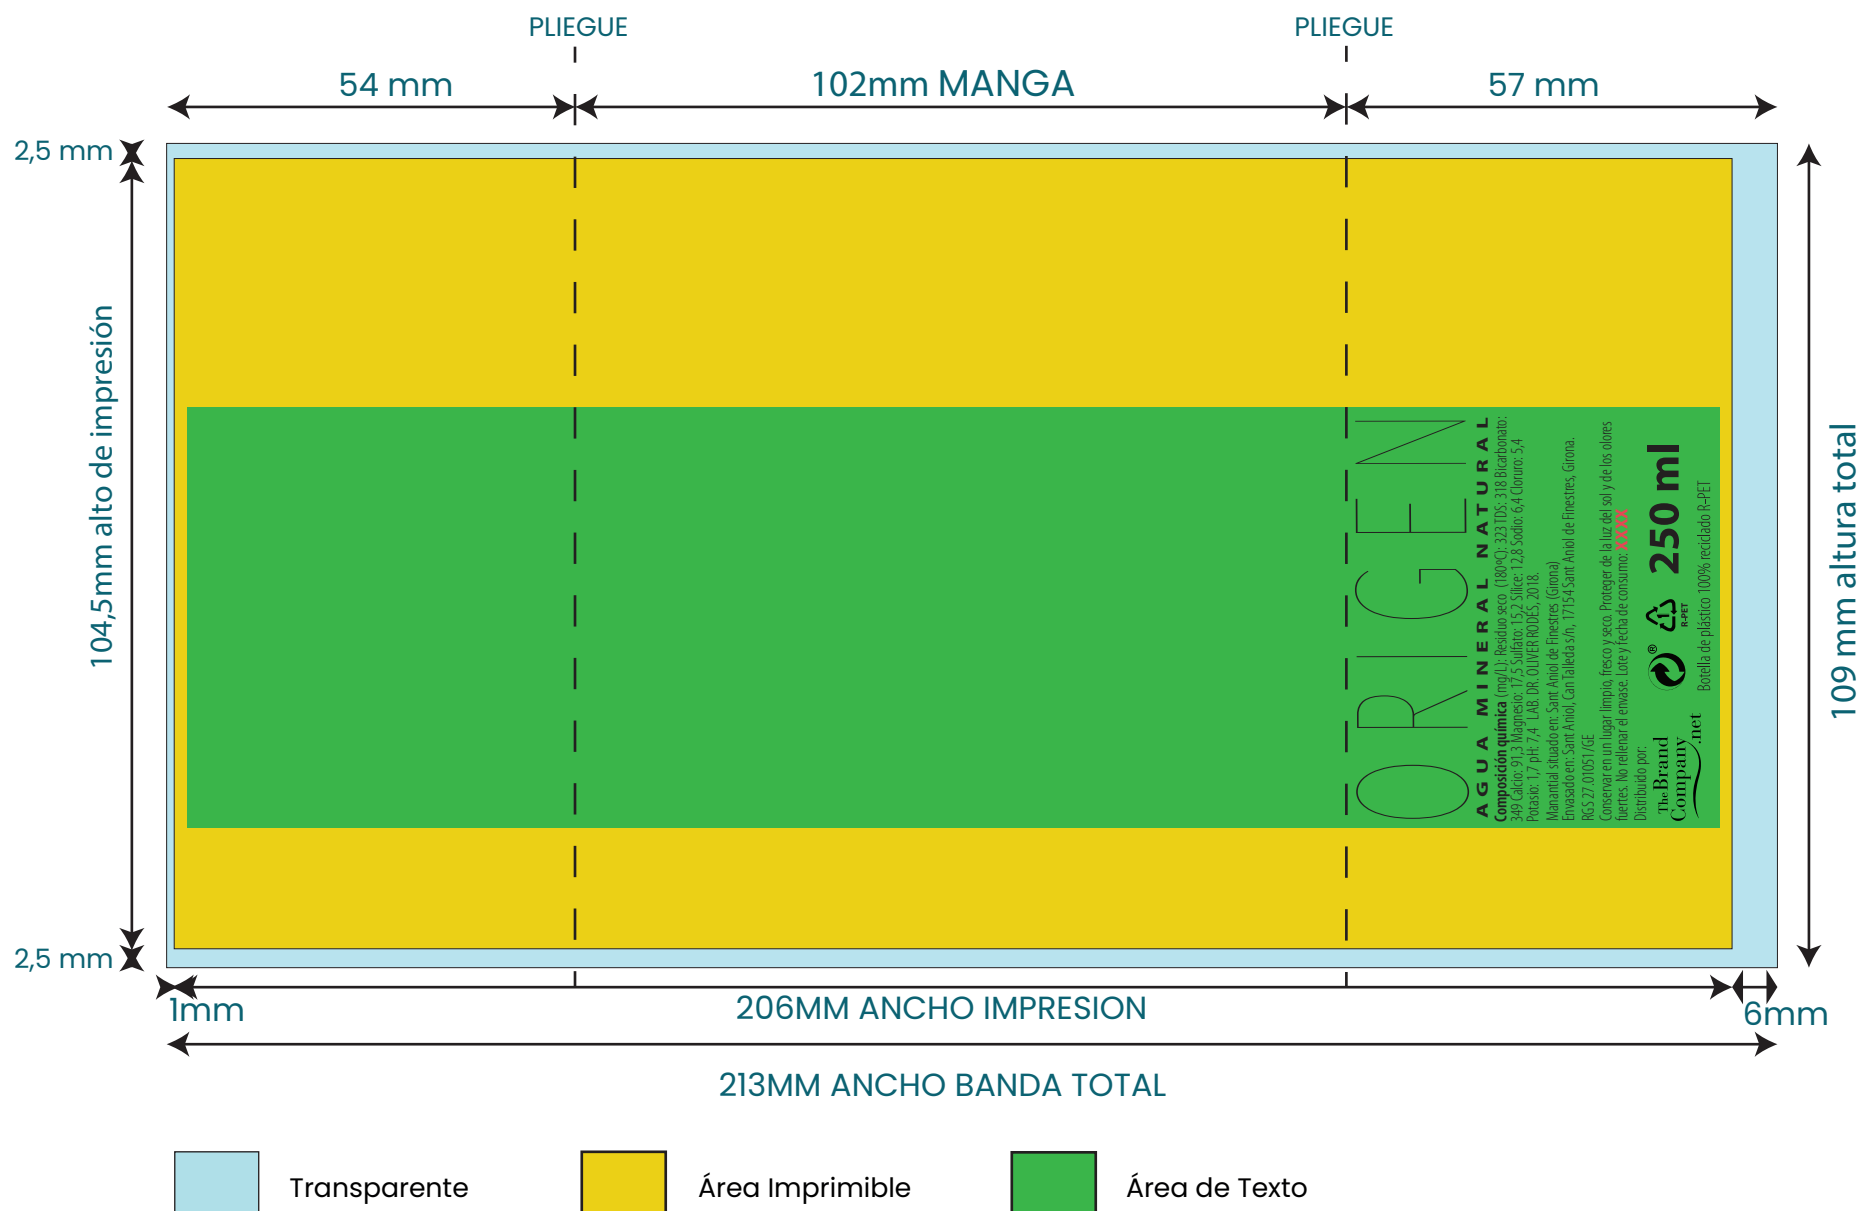 PLIEGUE
PLIEGUE
54 mm
102mm MANGA
57 mm
2,5 mm
104,5mm alto de impresión
2,5 mm
109 mm altura total
ORIGEN
AGUA MINERAL NATURAL
Composición química (mg/L): Residuo seco (180ºC): 323 TDS: 318 Bicarbonato:
349 Calcio: 91,3 Magnesio: 17,5 Sulfato: 15,2 Sílice: 12,8 Sodio: 6,4 Cloruro: 5,4
Potasio: 1,7 pH: 7,4 LAB. DR. OLIVER RODÉS, 2018.
Manantial situado en: Sant Aniol de Finestres (Girona)
Envasado en: Sant Aniol, Can Talleda s/n, 17154 Sant Aniol de Finestres, Girona.
RGS 27.01051/GE
Conservar en un lugar limpio, fresco y seco. Proteger de la luz del sol y de los olores
fuertes. No rellenar el envase. Lote y fecha de consumo: XXXX
Distribuido por:
The Brand
Company
.net
®
1
R-PET
250 ml
Botella de plástico 100% reciclado R-PET
1mm
206MM ANCHO IMPRESION
6mm
213MM ANCHO BANDA TOTAL
Transparente
Área Imprimible
Área de Texto